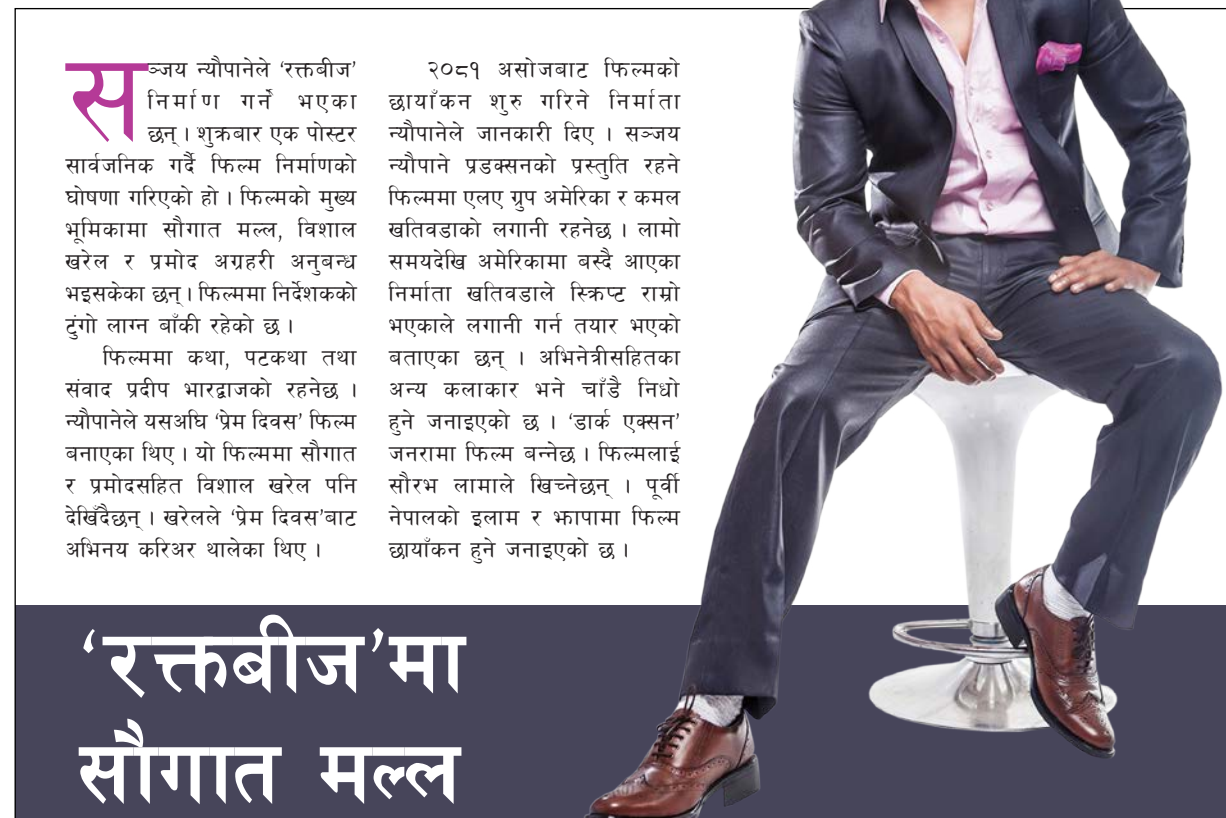 सञ्जय न्यौपानेले ‘रक्तबीज’
निर्माण गर्ने भएका
छन् । शुक्रबार एक पोस्टर
सार्वजनिक गर्दै फिल्म निर्माणको
घोषणा गरिएको हो । फिल्मको मुख्य
भूमिकामा सौगात मल्ल, विशाल
खरेल र प्रमोद अग्रहरी अनुबन्ध
भइसकेका छन् । फिल्ममा निर्देशकको
टुंगो लाग्न बाँकी रहेको छ ।
फिल्ममा कथा, पटकथा तथा
संवाद प्रदीप भारद्वाजको रहनेछ ।
न्यौपानेले यसअघि ‘प्रेम दिवस’ फिल्म
बनाएका थिए । यो फिल्ममा सौगात
र प्रमोदसहित विशाल खरेल पनि
देखिँदैछन् । खरेलले ‘प्रेम दिवस’बाट
अभिनय करिअर थालेका थिए ।
२०८१ असोजबाट फिल्मको
छायाँकन शुरु गरिने निर्माता
न्यौपानेले जानकारी दिए । सञ्जय
न्यौपाने प्रडक्सनको प्रस्तुति रहने
फिल्ममा एलए ग्रुप अमेरिका र कमल
खतिवडाको लगानी रहनेछ । लामो
समयदेखि अमेरिकामा बस्दै आएका
निर्माता खतिवडाले स्क्रिप्ट राम्रो
भएकाले लगानी गर्न तयार भएको
बताएका छन् । अभिनेत्रीसहितका
अन्य कलाकार भने चाँडै निधो
हुने जनाइएको छ । ‘डार्क एक्सन’
जनरामा फिल्म बन्नेछ । फिल्मलाई
सौरभ लामाले खिच्नेछन् । पूर्वी
नेपालको इलाम र झापामा फिल्म
छायाँकन हुने जनाइएको छ ।
‘रक्तबीज’मा
सौगात मल्ल